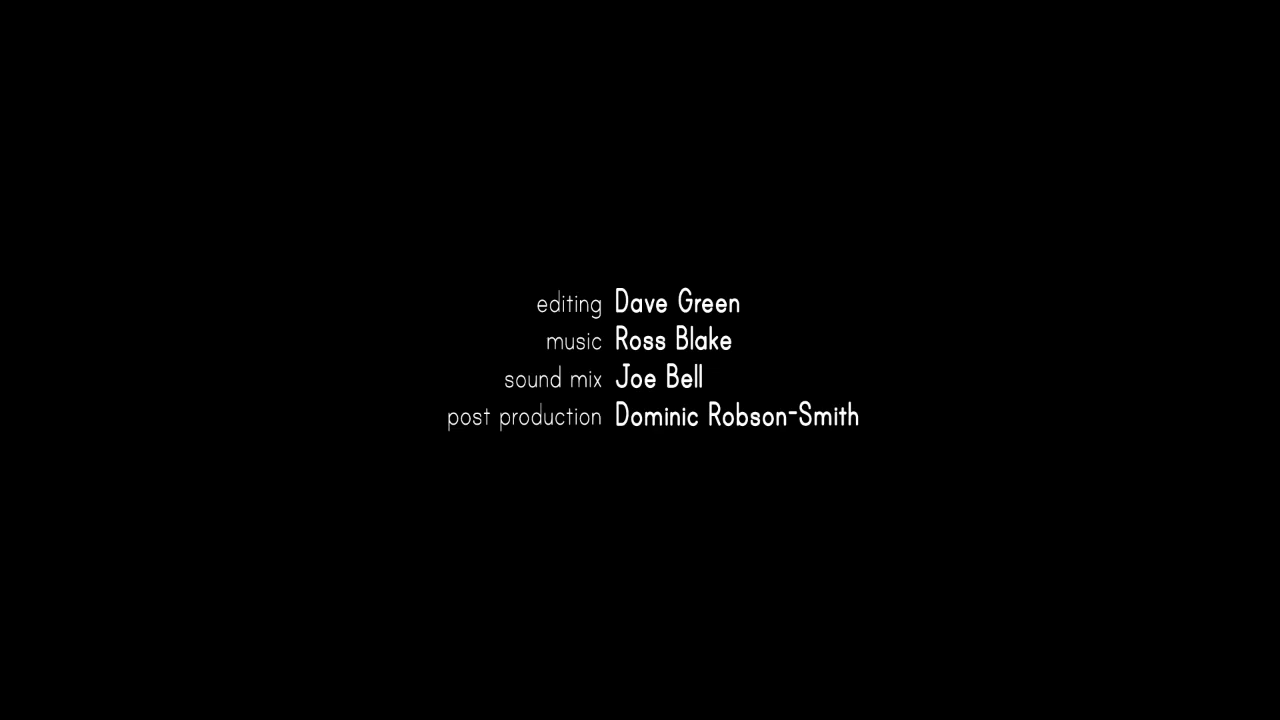 editing Dave Green
music Ross Blake
sound mix Joe Bell
post production Dominic Robson-Smith